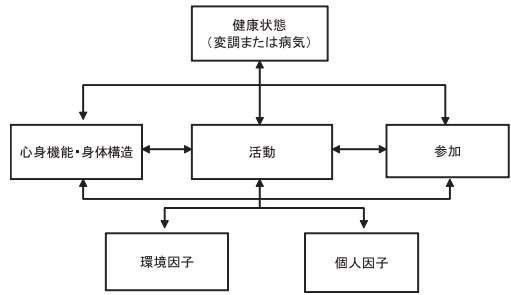 健康状態
（変調または病気）
心身機能・身体構造
活動
参加
環境因子
個人因子